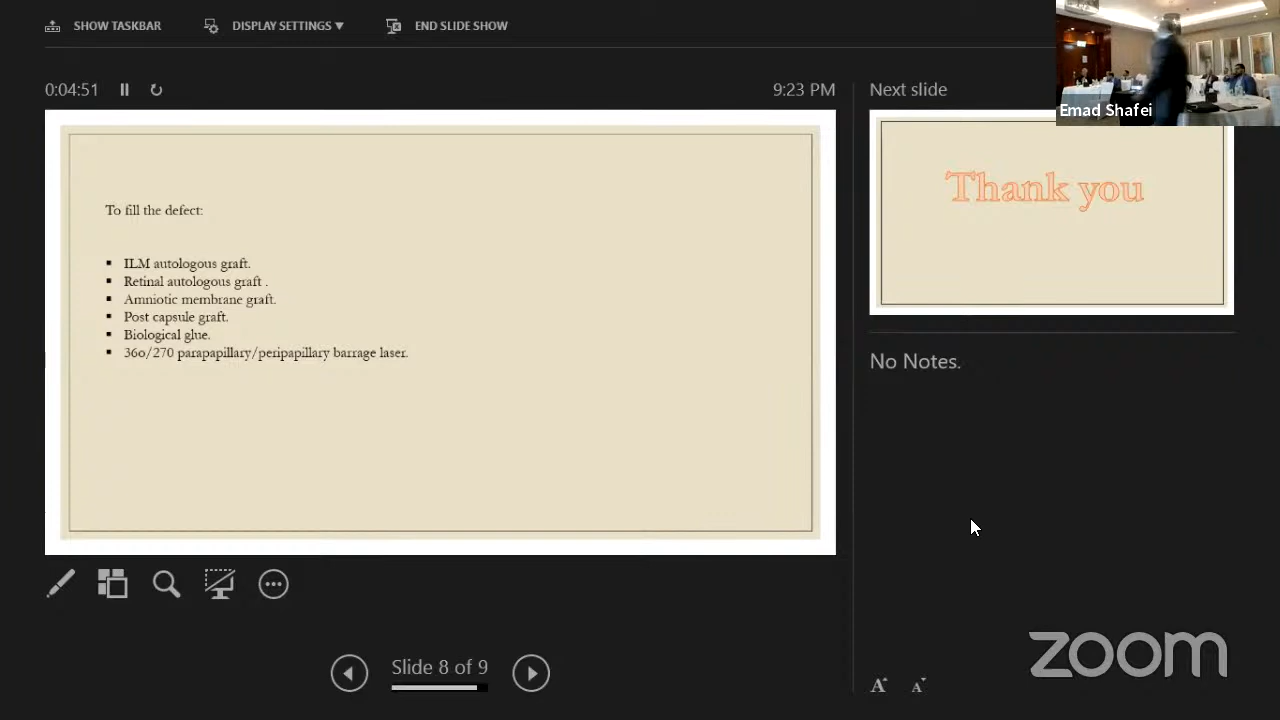 SHOW TASKBAR DISPLAY SETTINGS ▼ END SLIDE SHOW
0:04:51 9:23 PM
To fill the defect:
▪ ILM autologous graft.
▪ Retinal autologous graft .
▪ Amniotic membrane graft.
▪ Post capsule graft.
▪ Biological glue.
▪ 36o/270 parapapillary/peripapillary barrage laser.
Slide 8 of 9
Next slide
Emad Shafei
Thank you
No Notes.
A A
zoom